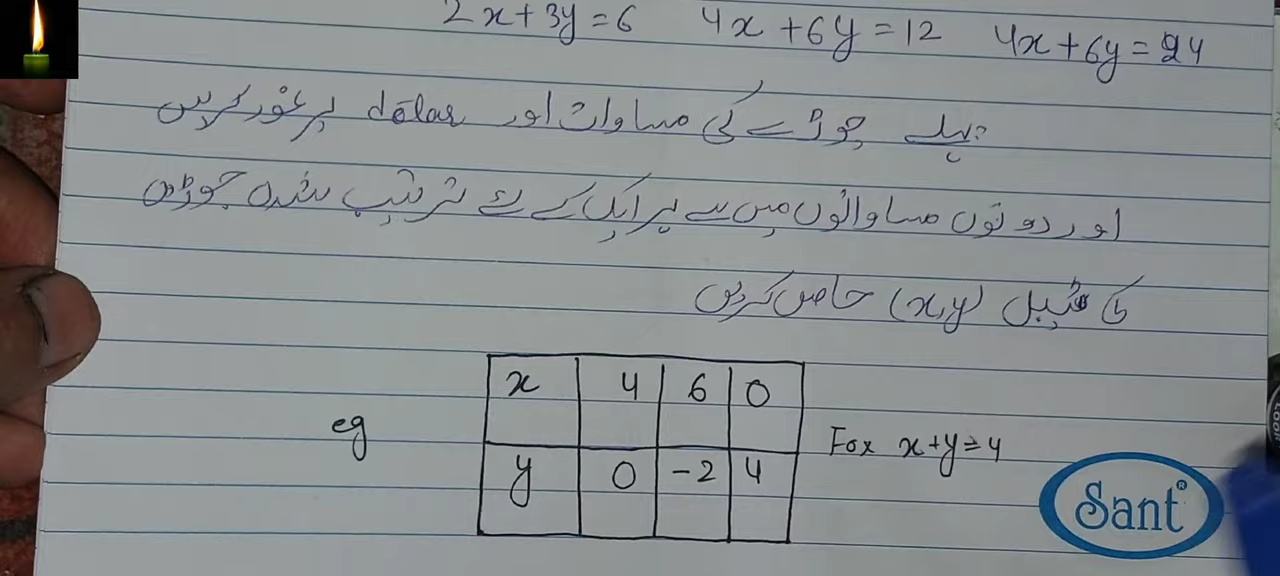 2x+3y=6 4x+6y=12 4x+6y=24
پہلے جوڑے کی مساوات اور delar پر غور کریں
اور دونوں مساواتوں میں سے ہر ایک کے لئے ترتیب شدہ جوڑوں
کا ٹیبل (x,y) حاصل کریں
eg
x 4 6 0
y 0 -2 4
For x+y=4
Sant®